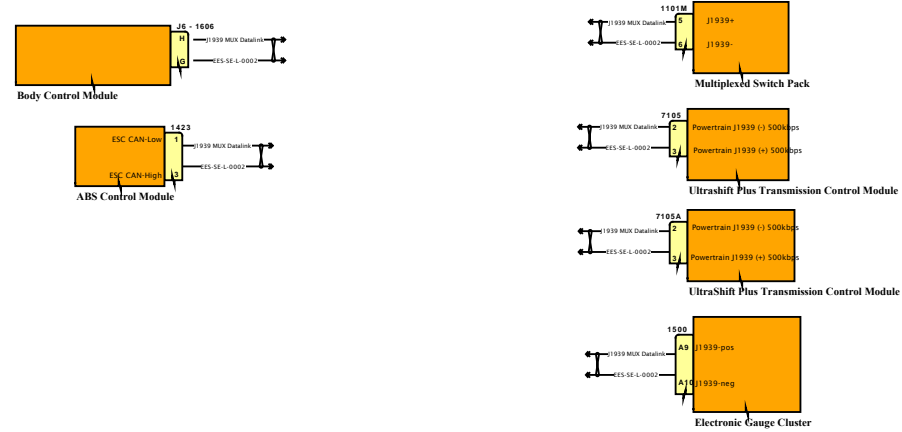 J6 - 1606
H
J1939 MUX Datalink
G
EES-SE-L-0002
Body Control Module
1423
ESC CAN-Low
1
J1939 MUX Datalink
EES-SE-L-0002
ESC CAN-High
3
ABS Control Module
1101M
J1939 MUX Datalink
5
J1939+
EES-SE-L-0002
6
J1939-
Multiplexed Switch Pack
7105
J1939 MUX Datalink
2
Powertrain J1939 (-) 500kbps
EES-SE-L-0002
3
Powertrain J1939 (+) 500kbps
Ultrashift Plus Transmission Control Module
7105A
J1939 MUX Datalink
2
Powertrain J1939 (-) 500kbps
EES-SE-L-0002
3
Powertrain J1939 (+) 500kbps
UltraShift Plus Transmission Control Module
1500
J1939 MUX Datalink
A9
J1939-pos
EES-SE-L-0002
A10
J1939-neg
Electronic Gauge Cluster